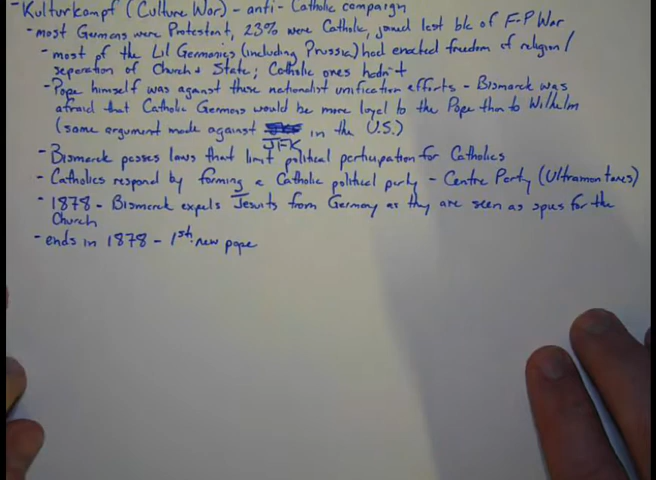 - Kulturkampf (Culture War) - anti-Catholic campaign
- most Germans were Protestant, 23% were Catholic, joined last b/c of F-P War
- most of the Lil Germanies (including Prussia) had enacted freedom of religion/
separation of Church + State; Catholic ones hadn't
- Pope himself was against these nationalist unification efforts - Bismarck was
afraid that Catholic Germans would be more loyal to the Pope than to Wilhelm
(same argument made against JFK in the U.S.)
- Bismarck passes laws that limit political participation for Catholics
- Catholics respond by forming a Catholic political party - Centre Party (Ultramontanes)
- 1878 - Bismarck expels Jesuits from Germany as they are seen as spies for the
Church
- ends in 1878 - 1st new pope